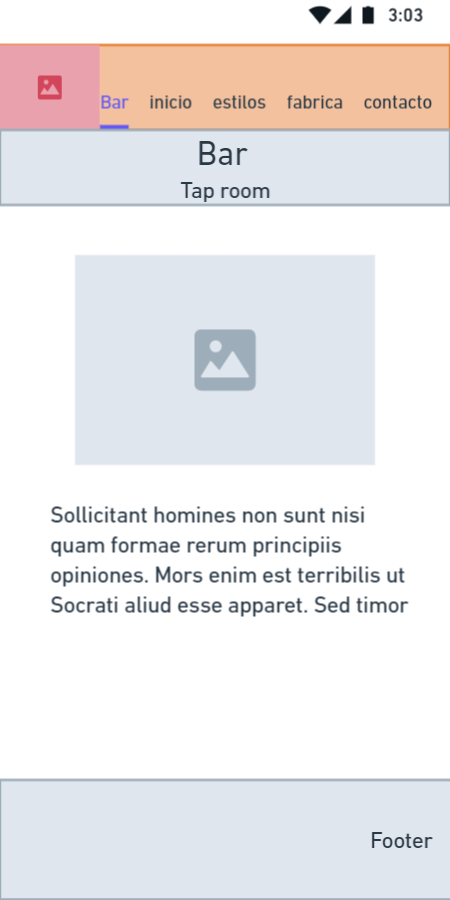 3:03
Bar inicio estilos fabrica contacto
Bar
Tap room
Sollicitant homines non sunt nisi
quam formae rerum principiis
opiniones. Mors enim est terribilis ut
Socrati aliud esse apparet. Sed timor
Footer